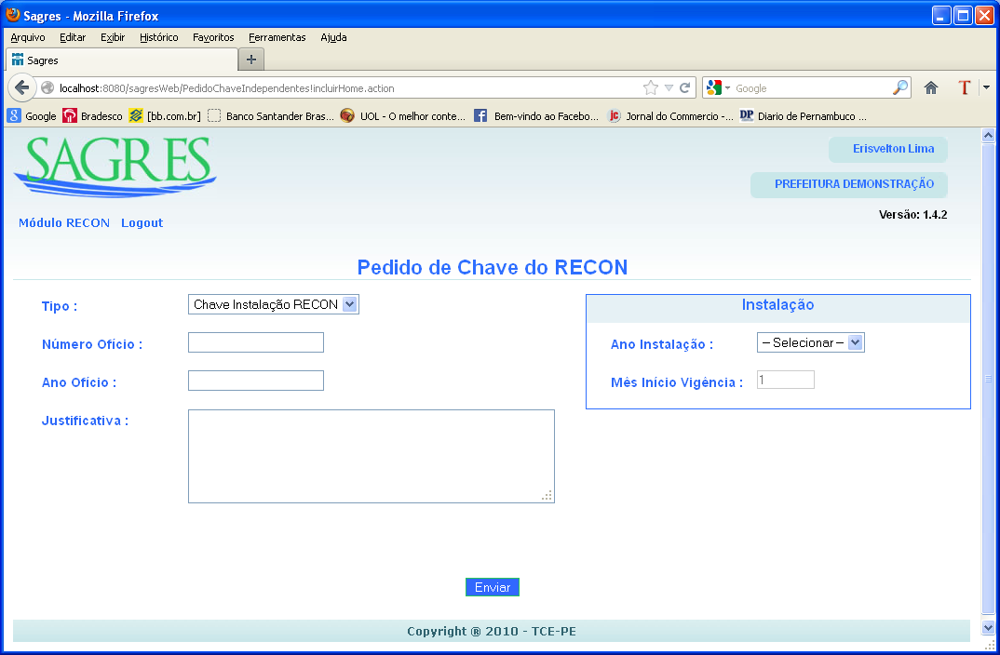 Sagres - Mozilla Firefox
Arquivo Editar Exibir Histórico Favoritos Ferramentas Ajuda
Sagres
localhost:8080/sagresWeb/PedidoChaveIndependentes!incluirHome.action
Google
Google Bradesco [bb.com.br] Banco Santander Bras... UOL - O melhor conte... Bem-vindo ao Facebo... Jornal do Commercio -... DP Diario de Pernambuco ...
SAGRES
Erisvelton Lima
PREFEITURA DEMONSTRAÇÃO
Versão: 1.4.2
Módulo RECON Logout
Pedido de Chave do RECON
Tipo : Chave Instalação RECON
Número Ofício :
Ano Ofício :
Justificativa :
Instalação
Ano Instalação : -- Selecionar --
Mês Início Vigência : 1
Enviar
Copyright ® 2010 - TCE-PE